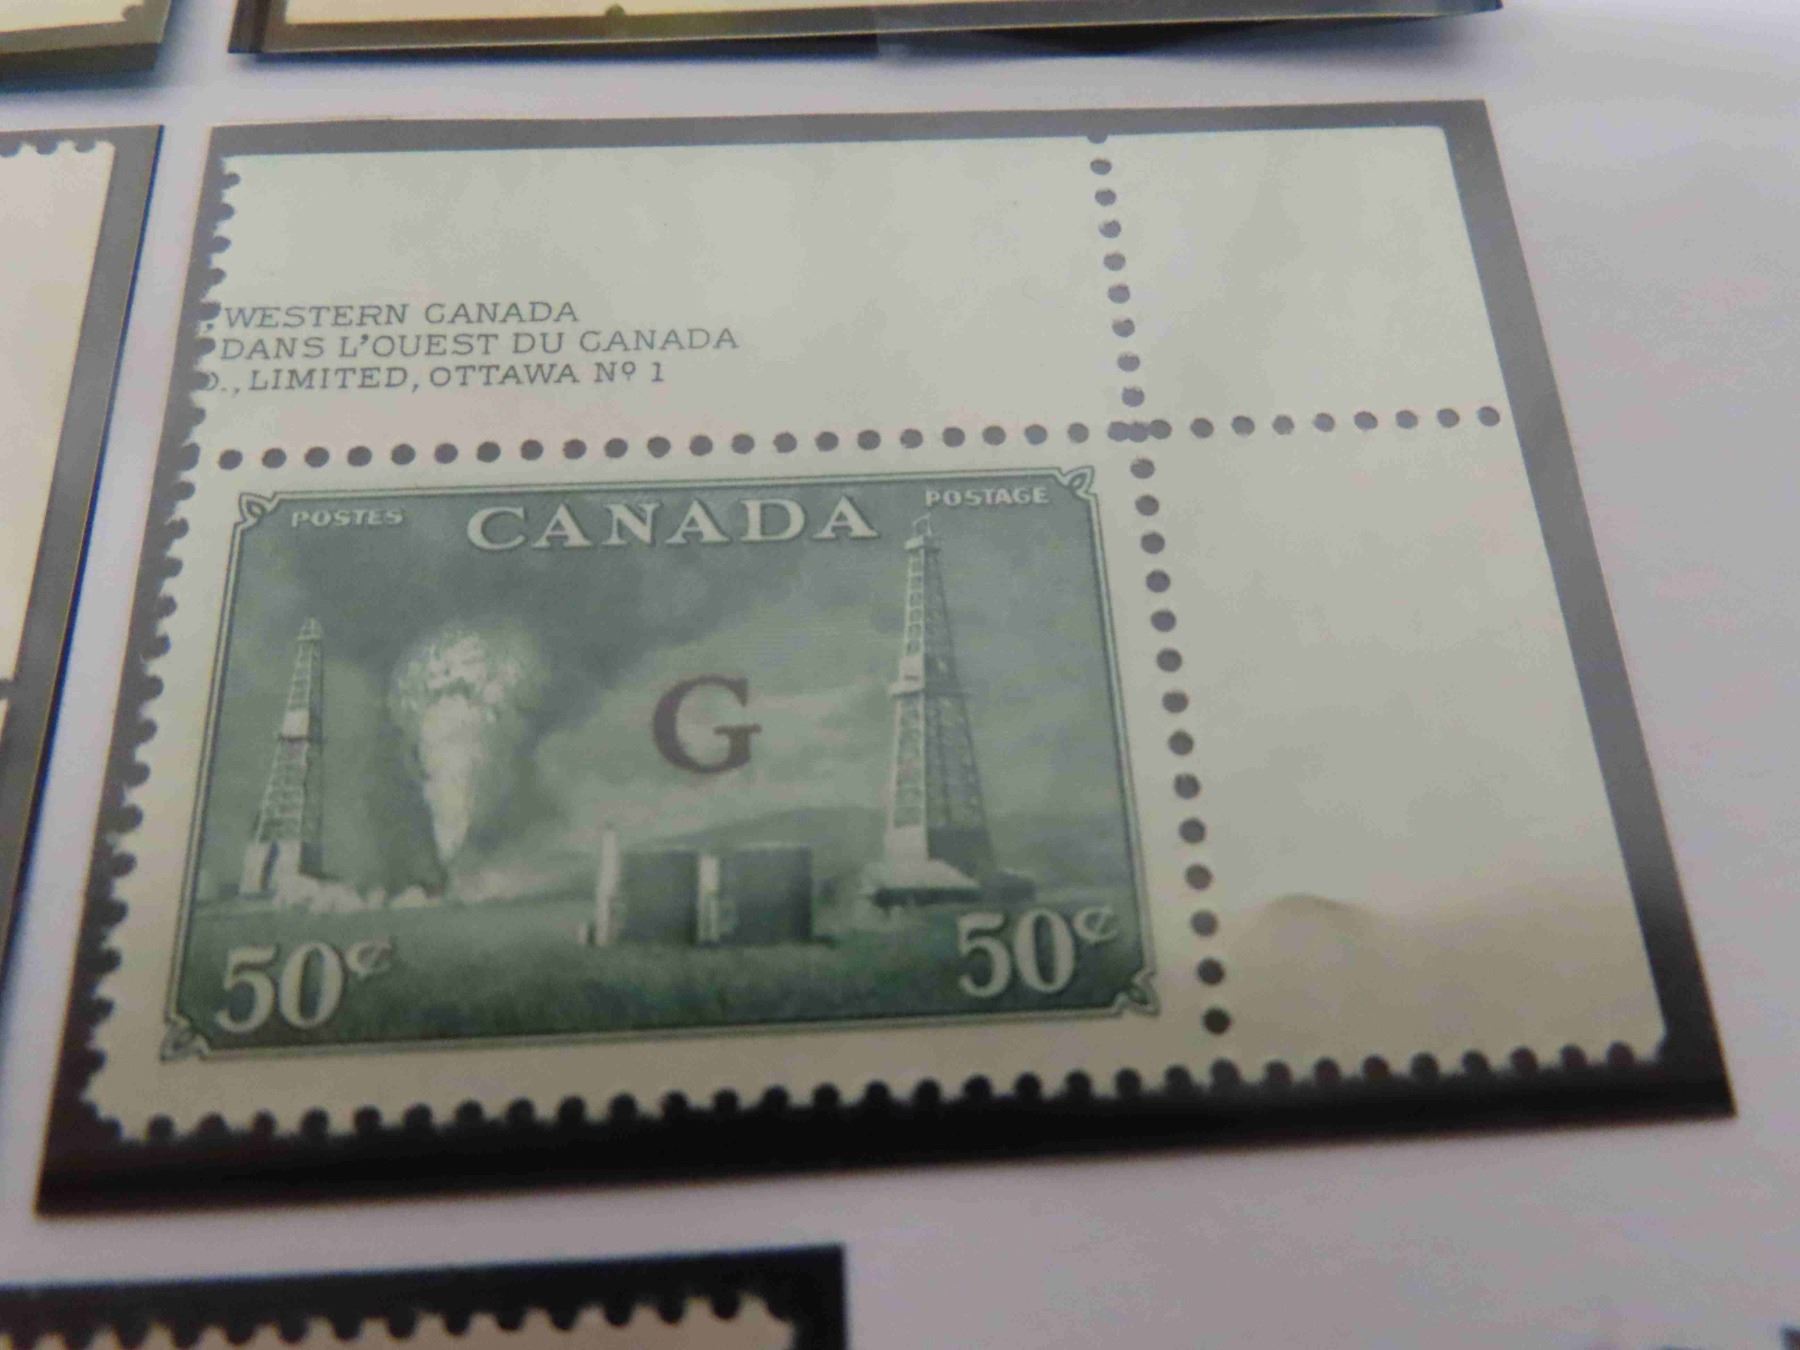 WESTERN CANADA
DANS L'OUEST DU CANADA
., LIMITED, OTTAWA Nº 1
POSTES CANADA POSTAGE
G
50¢ 50¢